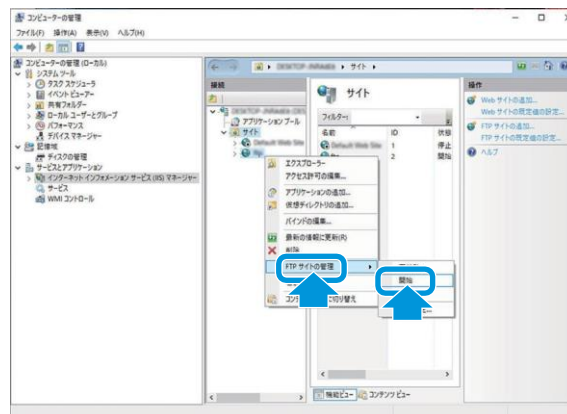 コンピューターの管理
ファイル(F) 操作(A) 表示(V) ヘルプ(H)
コンピューターの管理 (ローカル)
システム ツール
タスク スケジューラ
イベント ビューアー
共有フォルダー
ローカル ユーザーとグループ
パフォーマンス
デバイス マネージャー
記憶域
ディスクの管理
サービスとアプリケーション
インターネット インフォメーション サービス (IIS) マネージャー
サービス
WMI コントロール
サイト
接続
アプリケーション プール
サイト
Default Web Site
ftp
サイト
フィルター:
名前 ID 状態
Default Web Site 1 停止
2 開始
エクスプローラー
アクセス許可の編集...
アプリケーションの追加...
仮想ディレクトリの追加...
バインドの編集...
最新の情報に更新(R)
削除
FTP サイトの管理
開始
に切り替え
機能ビュー コンテンツ ビュー
操作
Web サイトの追加...
Web サイトの既定値の設定...
FTP サイトの追加...
FTP サイトの既定値の設定...
ヘルプ